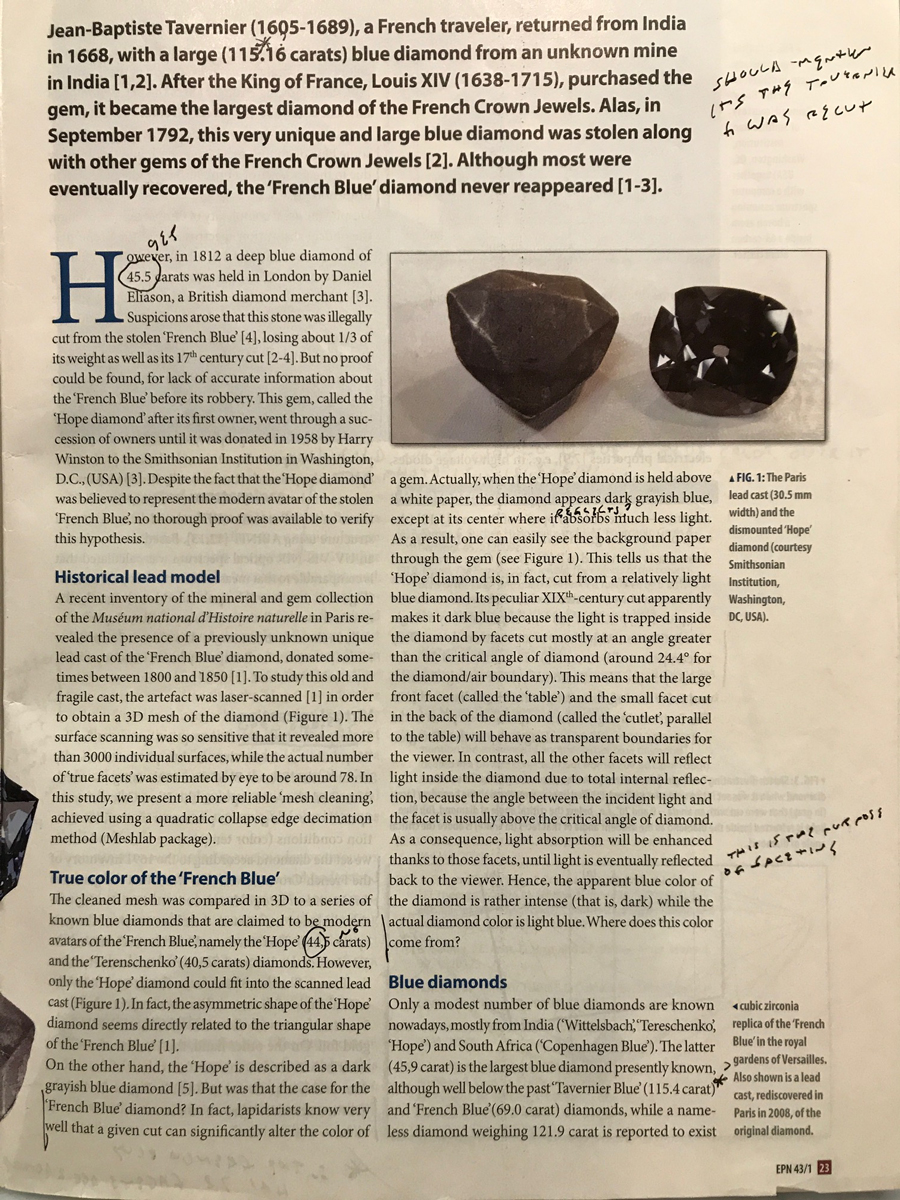 Jean-Baptiste Tavernier (1605-1689), a French traveler, returned from India
in 1668, with a large (115.16 carats) blue diamond from an unknown mine
in India [1,2]. After the King of France, Louis XIV (1638-1715), purchased the
gem, it became the largest diamond of the French Crown Jewels. Alas, in
September 1792, this very unique and large blue diamond was stolen along
with other gems of the French Crown Jewels [2]. Although most were
eventually recovered, the 'French Blue' diamond never reappeared [1-3].
SHOULD MENTION
ITS THE TAVERNIER
& WAS RECUT
YES
However, in 1812 a deep blue diamond of
45.5 carats was held in London by Daniel
Eliason, a British diamond merchant [3].
Suspicions arose that this stone was illegally
cut from the stolen 'French Blue' [4], losing about 1/3 of
its weight as well as its 17th century cut [2-4]. But no proof
could be found, for lack of accurate information about
the 'French Blue' before its robbery. This gem, called the
'Hope diamond' after its first owner, went through a suc-
cession of owners until it was donated in 1958 by Harry
Winston to the Smithsonian Institution in Washington,
D.C., (USA) [3]. Despite the fact that the 'Hope diamond'
was believed to represent the modern avatar of the stolen
'French Blue', no thorough proof was available to verify
this hypothesis.
Historical lead model
A recent inventory of the mineral and gem collection
of the Muséum national d'Histoire naturelle in Paris re-
vealed the presence of a previously unknown unique
lead cast of the 'French Blue' diamond, donated some-
times between 1800 and 1850 [1]. To study this old and
fragile cast, the artefact was laser-scanned [1] in order
to obtain a 3D mesh of the diamond (Figure 1). The
surface scanning was so sensitive that it revealed more
than 3000 individual surfaces, while the actual number
of 'true facets' was estimated by eye to be around 78. In
this study, we present a more reliable 'mesh cleaning',
achieved using a quadratic collapse edge decimation
method (Meshlab package).
True color of the 'French Blue'
The cleaned mesh was compared in 3D to a series of
known blue diamonds that are claimed to be modern
NO
avatars of the 'French Blue', namely the 'Hope' (44,5 carats)
and the 'Terenschenko' (40,5 carats) diamonds. However,
only the 'Hope' diamond could fit into the scanned lead
cast (Figure 1). In fact, the asymmetric shape of the 'Hope'
diamond seems directly related to the triangular shape
of the 'French Blue' [1].
On the other hand, the 'Hope' is described as a dark
grayish blue diamond [5]. But was that the case for the
'French Blue' diamond? In fact, lapidarists know very
well that a given cut can significantly alter the color of
a gem. Actually, when the 'Hope' diamond is held above
a white paper, the diamond appears dark grayish blue,
REFLECTS?
except at its center where it absorbs much less light.
As a result, one can easily see the background paper
through the gem (see Figure 1). This tells us that the
'Hope' diamond is, in fact, cut from a relatively light
blue diamond. Its peculiar XIXth-century cut apparently
makes it dark blue because the light is trapped inside
the diamond by facets cut mostly at an angle greater
than the critical angle of diamond (around 24.4° for
the diamond/air boundary). This means that the large
front facet (called the 'table') and the small facet cut
in the back of the diamond (called the 'cutlet', parallel
to the table) will behave as transparent boundaries for
the viewer. In contrast, all the other facets will reflect
light inside the diamond due to total internal reflec-
tion, because the angle between the incident light and
the facet is usually above the critical angle of diamond.
As a consequence, light absorption will be enhanced
thanks to those facets, until light is eventually reflected
back to the viewer. Hence, the apparent blue color of
the diamond is rather intense (that is, dark) while the
actual diamond color is light blue. Where does this color
come from?
THIS IS THE PURPOSE
OF FACETING
Blue diamonds
Only a modest number of blue diamonds are known
nowadays, mostly from India ('Wittelsbach', 'Tereschenko',
'Hope') and South Africa ('Copenhagen Blue'). The latter
(45,9 carat) is the largest blue diamond presently known,
although well below the past 'Tavernier Blue' (115.4 carat)
and 'French Blue' (69.0 carat) diamonds, while a name-
less diamond weighing 121.9 carat is reported to exist
▲ FIG. 1: The Paris
lead cast (30.5 mm
width) and the
dismounted 'Hope'
diamond (courtesy
Smithsonian
Institution,
Washington,
DC, USA).
◄ cubic zirconia
replica of the 'French
Blue' in the royal
gardens of Versailles.
Also shown is a lead
cast, rediscovered in
Paris in 2008, of the
original diamond.
EPN 43/1 23